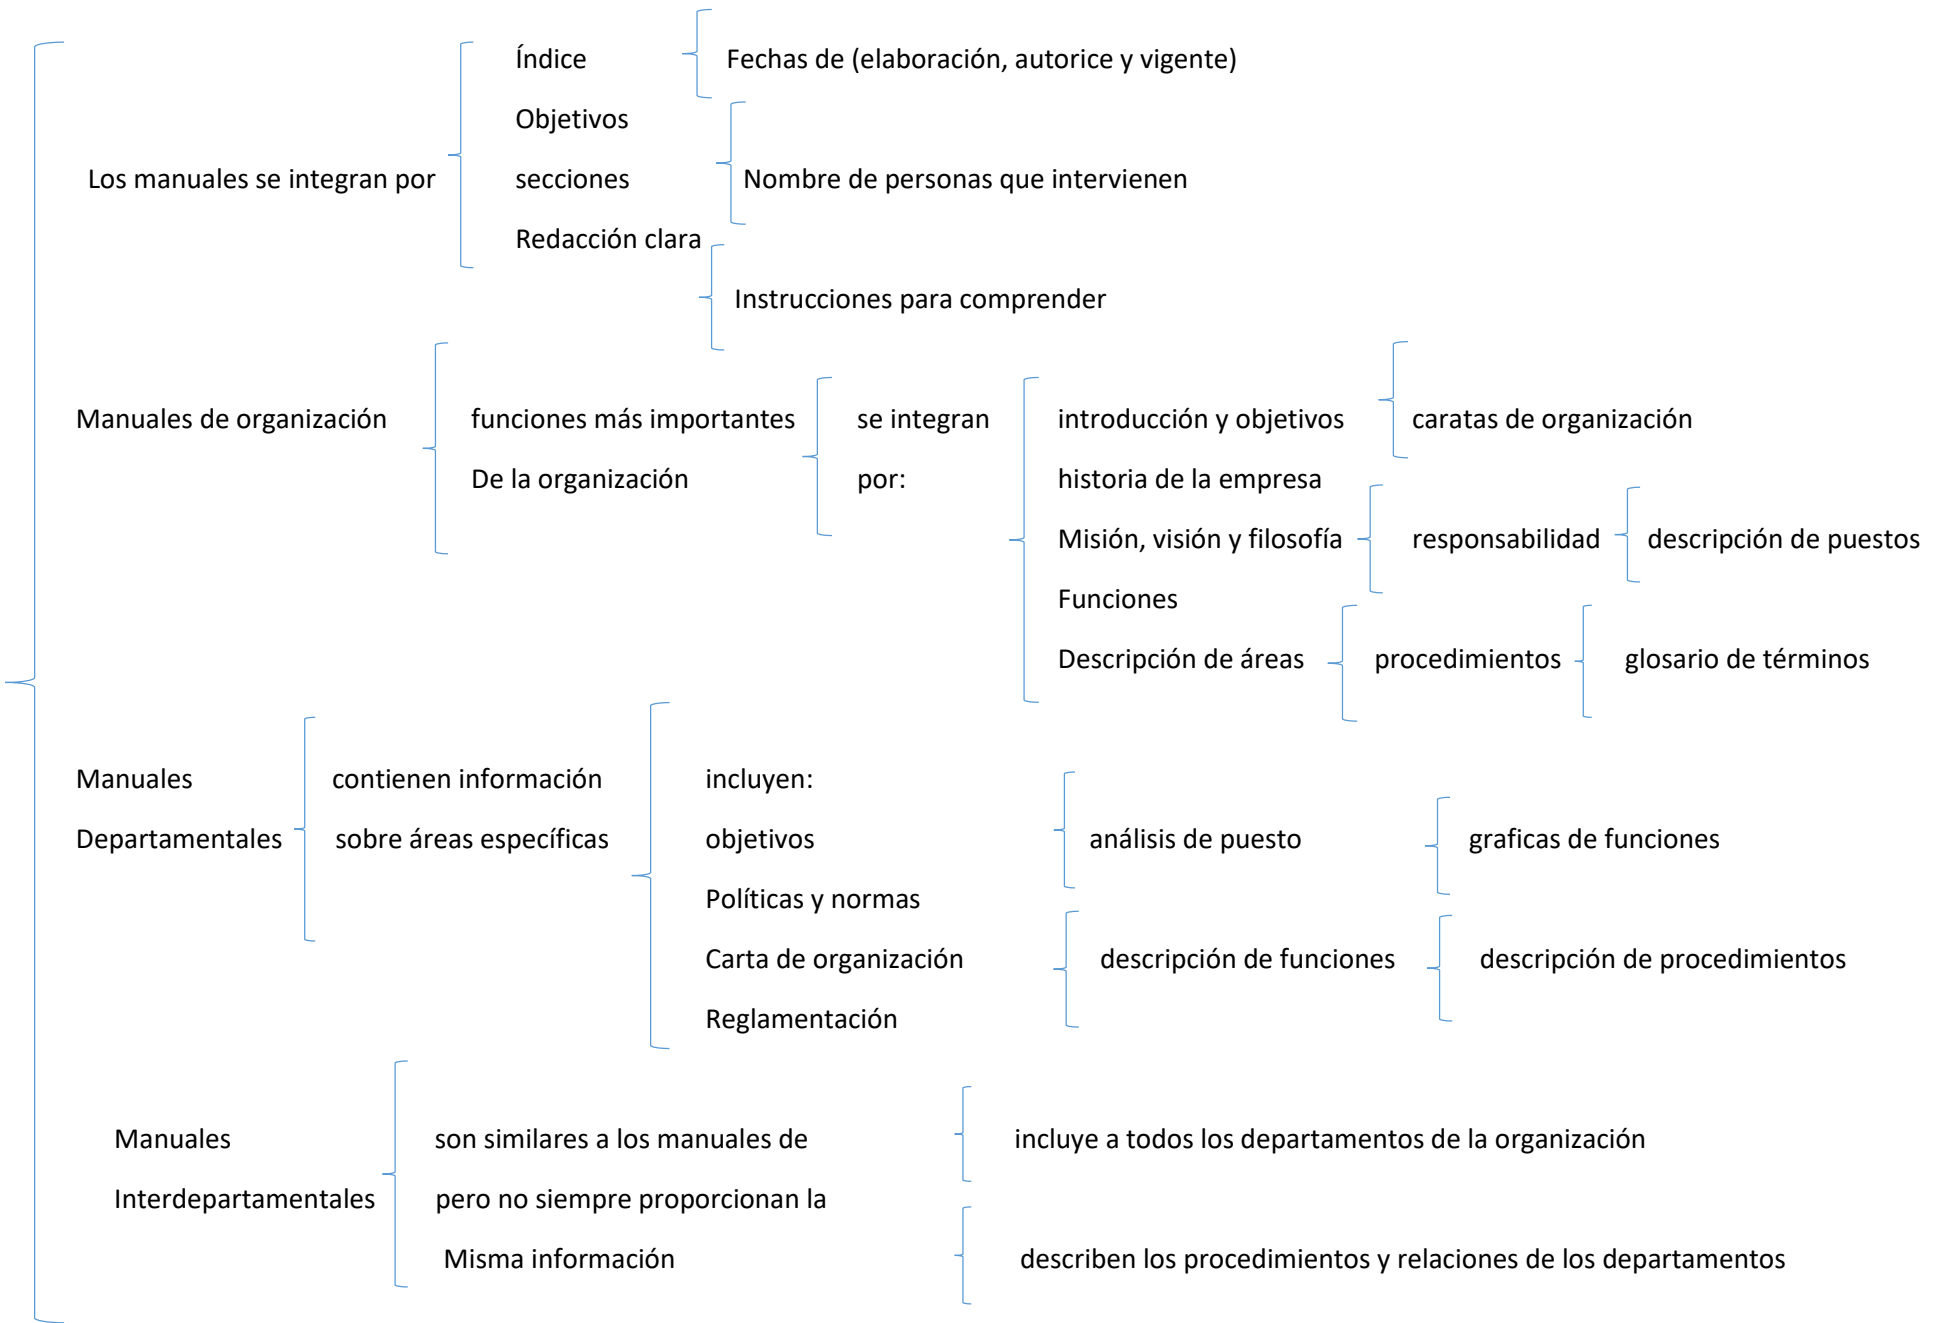 Índice Fechas de (elaboración, autorice y vigente)
Objetivos
Los manuales se integran por secciones Nombre de personas que intervienen
Redacción clara
Instrucciones para comprender
Manuales de organización funciones más importantes se integran introducción y objetivos caratas de organización
De la organización por: historia de la empresa
Misión, visión y filosofía responsabilidad descripción de puestos
Funciones
Descripción de áreas procedimientos glosario de términos
Manuales contienen información incluyen:
Departamentales sobre áreas específicas objetivos análisis de puesto graficas de funciones
Políticas y normas
Carta de organización descripción de funciones descripción de procedimientos
Reglamentación
Manuales son similares a los manuales de incluye a todos los departamentos de la organización
Interdepartamentales pero no siempre proporcionan la
Misma información describen los procedimientos y relaciones de los departamentos